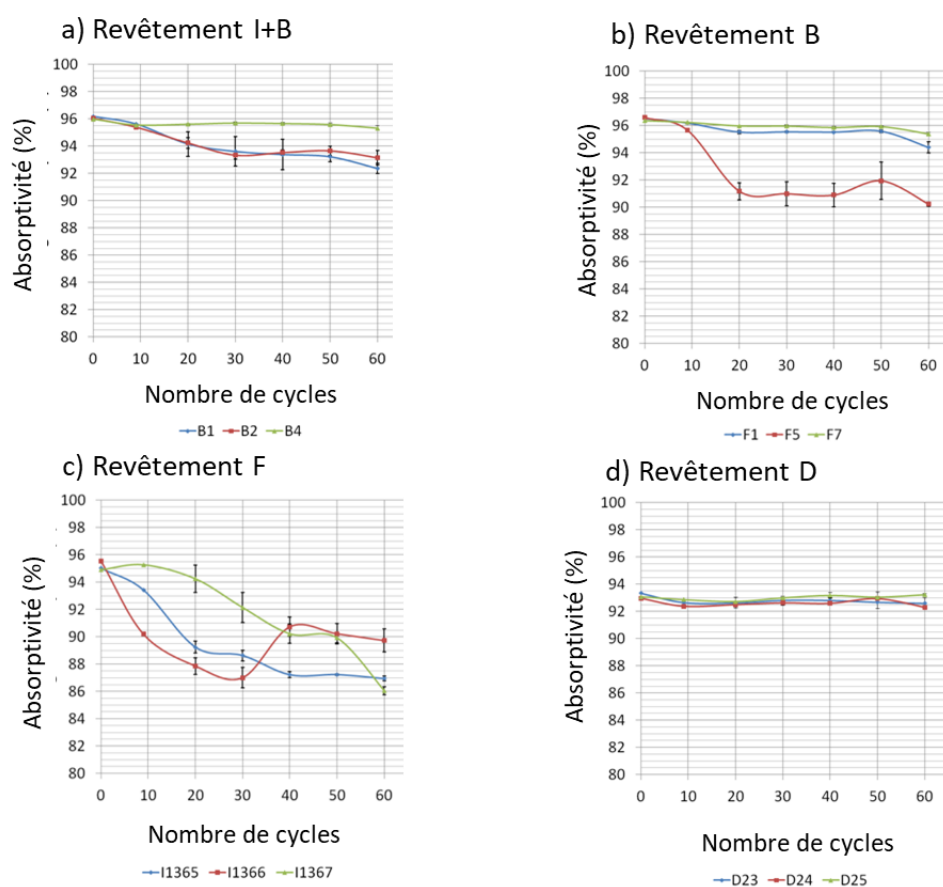 a) Revêtement I+B
Absorptivité (%)
100
98
96
94
92
90
88
86
84
82
80
0 10 20 30 40 50 60
Nombre de cycles
B1 B2 B4
b) Revêtement B
Absorptivité (%)
100
98
96
94
92
90
88
86
84
82
80
0 10 20 30 40 50 60
Nombre de cycles
F1 F5 F7
c) Revêtement F
Absorptivité (%)
100
98
96
94
92
90
88
86
84
82
80
0 10 20 30 40 50 60
Nombre de cycles
I1365 I1366 I1367
d) Revêtement D
Absorptivité (%)
100
98
96
94
92
90
88
86
84
82
80
0 10 20 30 40 50 60
Nombre de cycles
D23 D24 D25